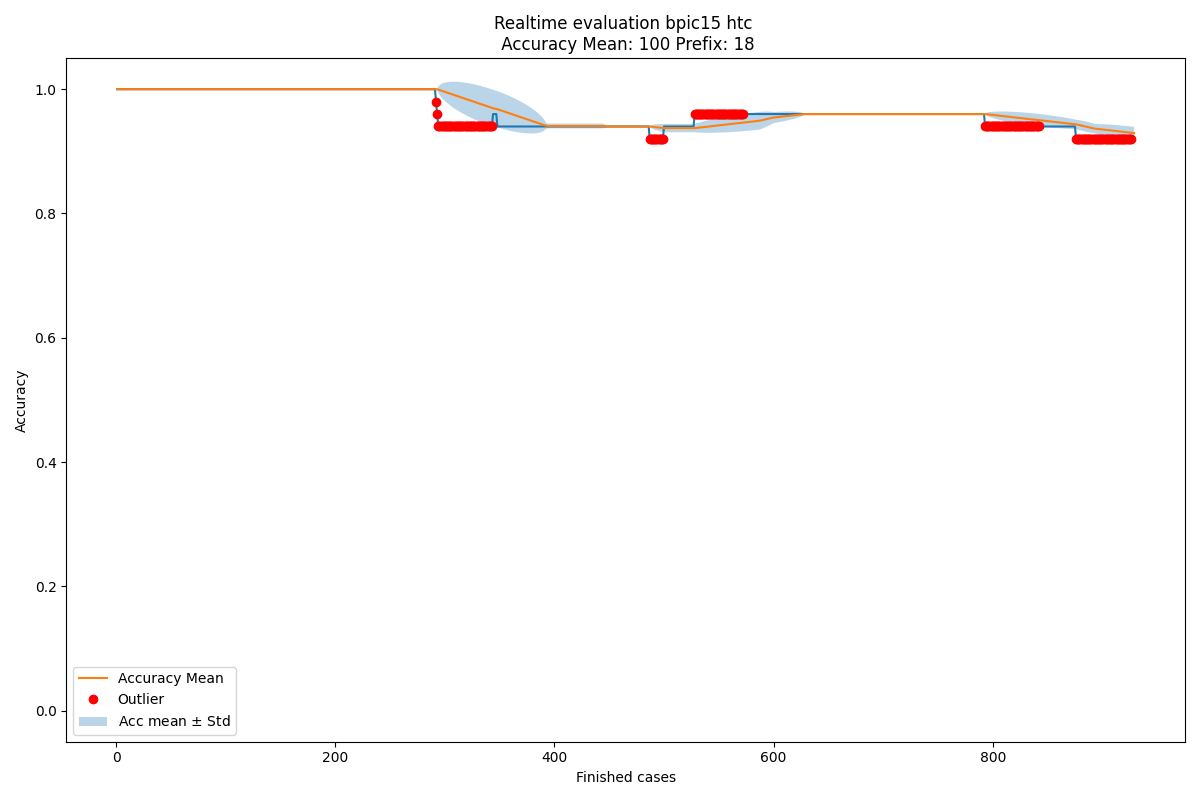 Realtime evaluation bpic15 htc
Accuracy Mean: 100 Prefix: 18
1.0
0.8
0.6
0.4
0.2
0.0
Accuracy
Accuracy Mean
Outlier
Acc mean ± Std
0
200
400
600
800
Finished cases